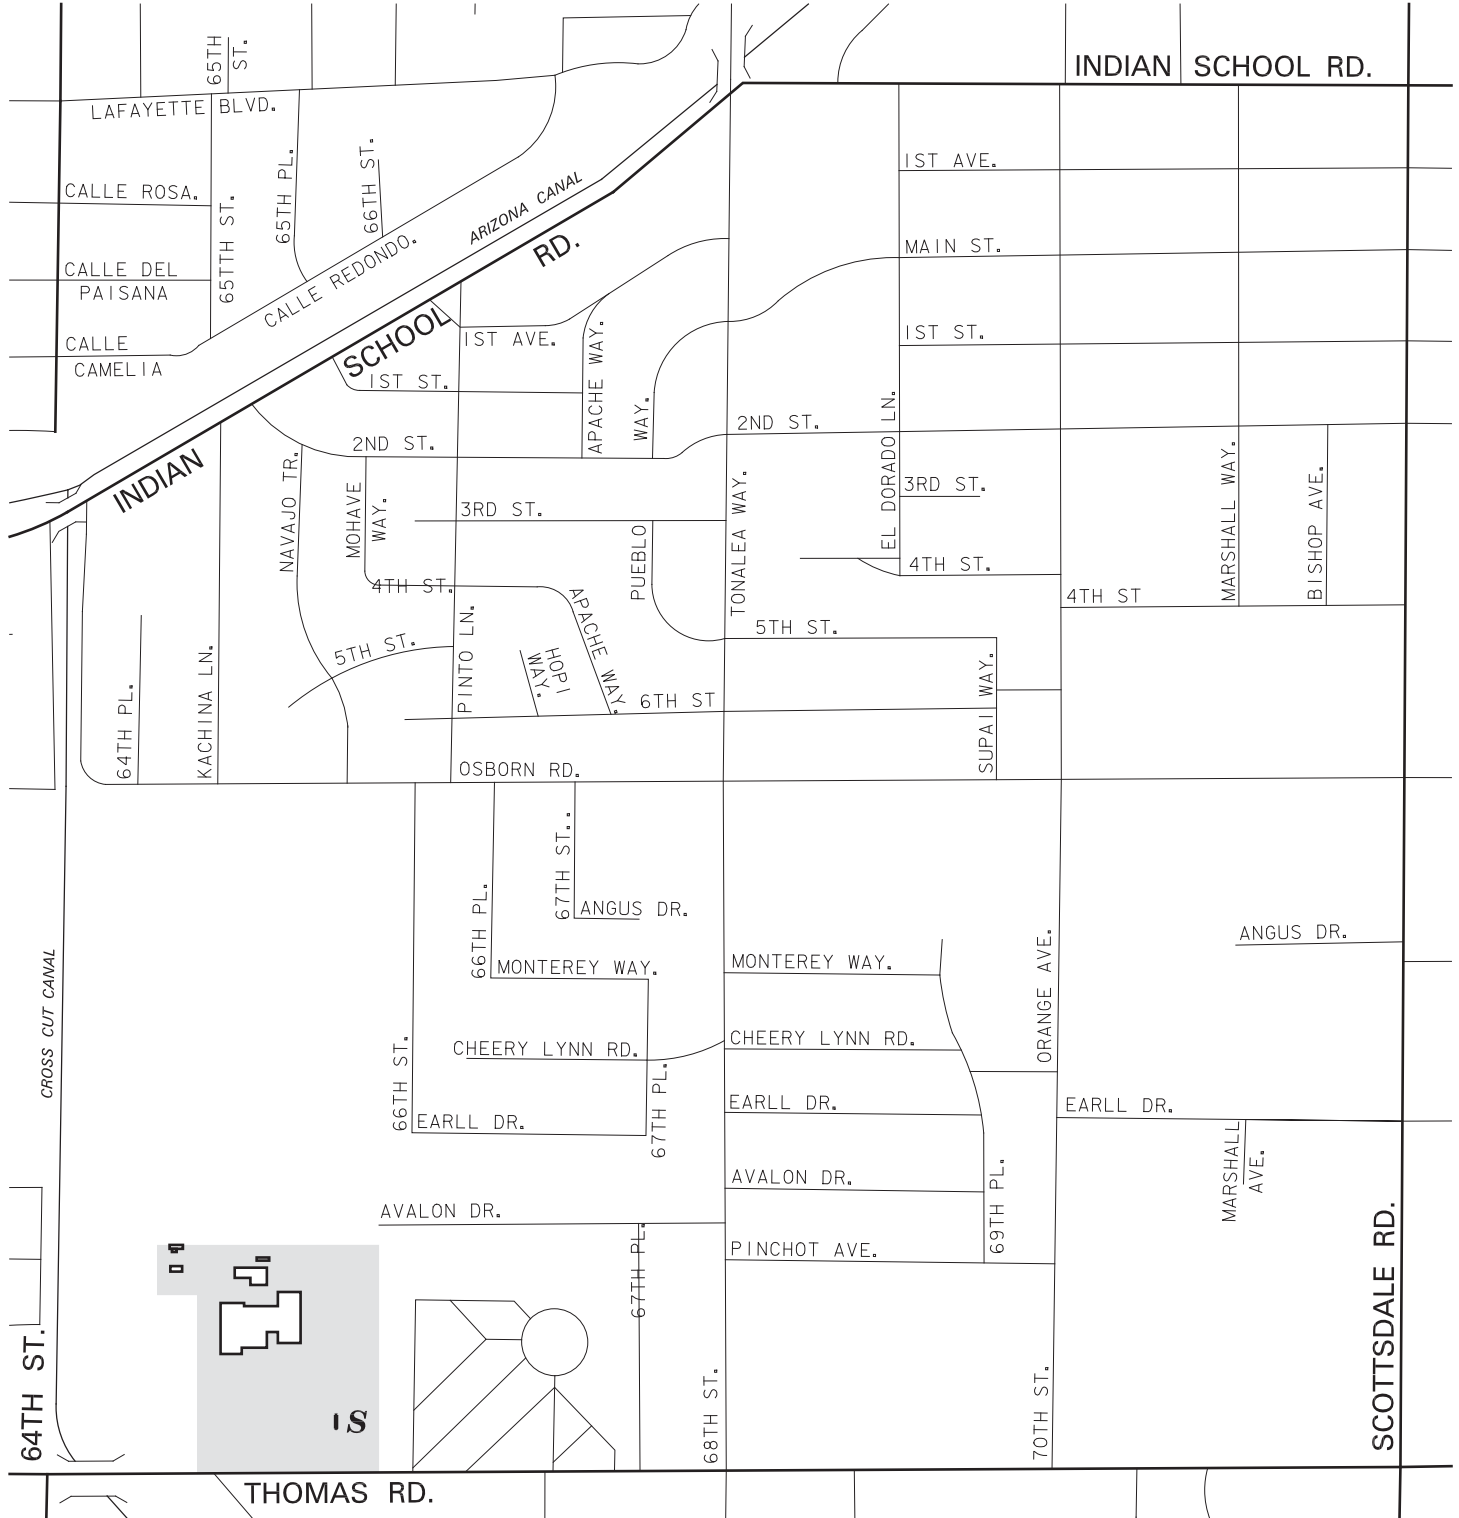 65TH
ST.
INDIAN SCHOOL RD.
LAFAYETTE BLVD.
1ST AVE.
CALLE ROSA.
65TTH ST.
65TH PL.
66TH ST.
ARIZONA CANAL
CALLE REDONDO.
RD.
MAIN ST.
CALLE DEL
PAISANA
CALLE
CAMELIA
SCHOOL
1ST AVE.
1ST ST.
1ST ST.
APACHE WAY.
WAY.
EL DORADO LN.
2ND ST.
2ND ST.
INDIAN
NAVAJO TR.
MOHAVE
WAY.
3RD ST.
PUEBLO
TONALEA WAY.
3RD ST.
MARSHALL WAY.
BISHOP AVE.
4TH ST.
4TH ST.
4TH ST
APACHE WAY.
5TH ST.
5TH ST.
PINTO LN.
HOPI
WAY.
6TH ST
SUPAI WAY.
64TH PL.
KACHINA LN.
OSBORN RD.
67TH ST..
66TH PL.
ANGUS DR.
ANGUS DR.
MONTEREY WAY.
MONTEREY WAY.
ORANGE AVE.
CROSS CUT CANAL
66TH ST.
CHEERY LYNN RD.
CHEERY LYNN RD.
67TH PL.
EARLL DR.
EARLL DR.
EARLL DR.
MARSHALL
AVE.
AVALON DR.
69TH PL.
AVALON DR.
67TH PL.
PINCHOT AVE.
SCOTTSDALE RD.
64TH ST.
S
68TH ST.
70TH ST.
THOMAS RD.